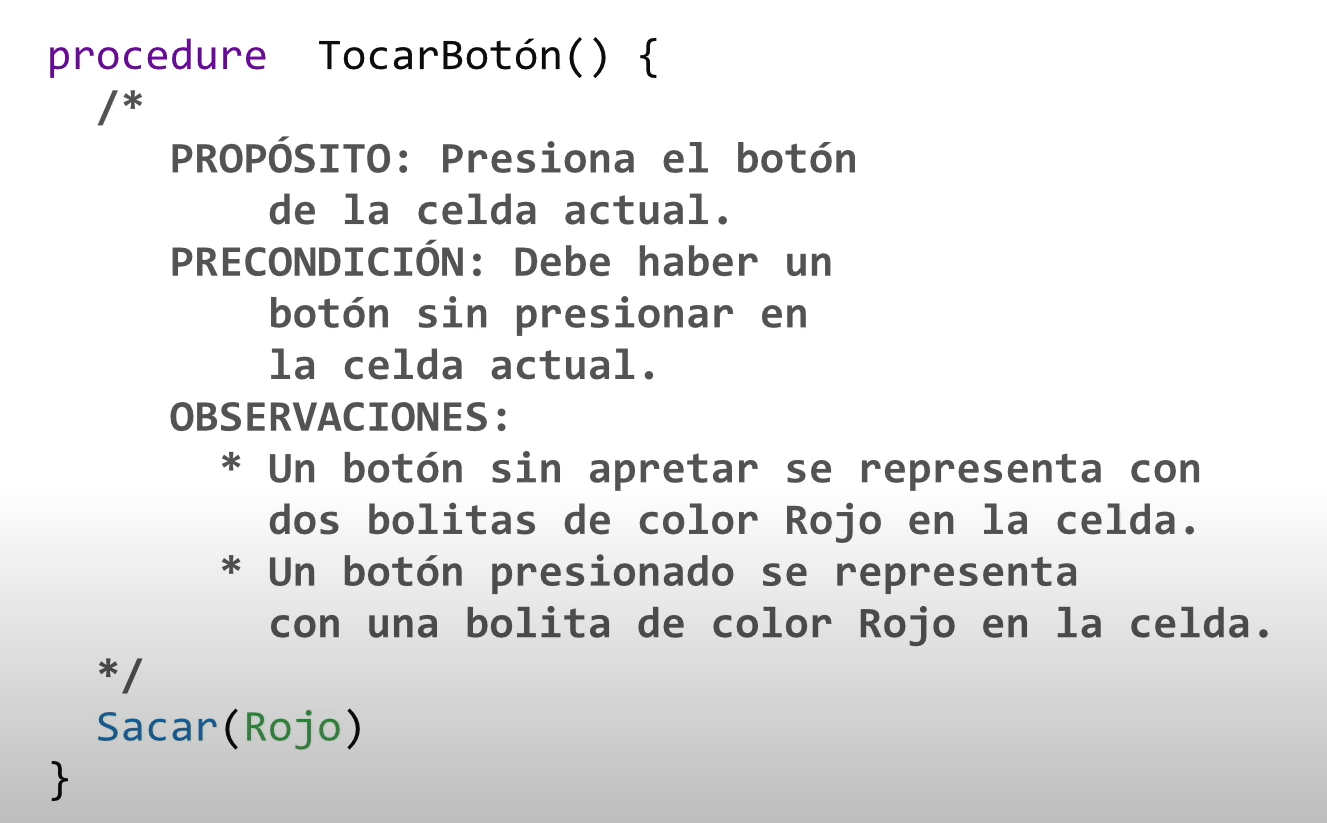 procedure  TocarBotón() {
/*
PROPÓSITO: Presiona el botón
de la celda actual.
PRECONDICIÓN: Debe haber un
botón sin presionar en
la celda actual.
OBSERVACIONES:
* Un botón sin apretar se representa con
dos bolitas de color Rojo en la celda.
* Un botón presionado se representa
con una bolita de color Rojo en la celda.
*/
Sacar(Rojo)
}